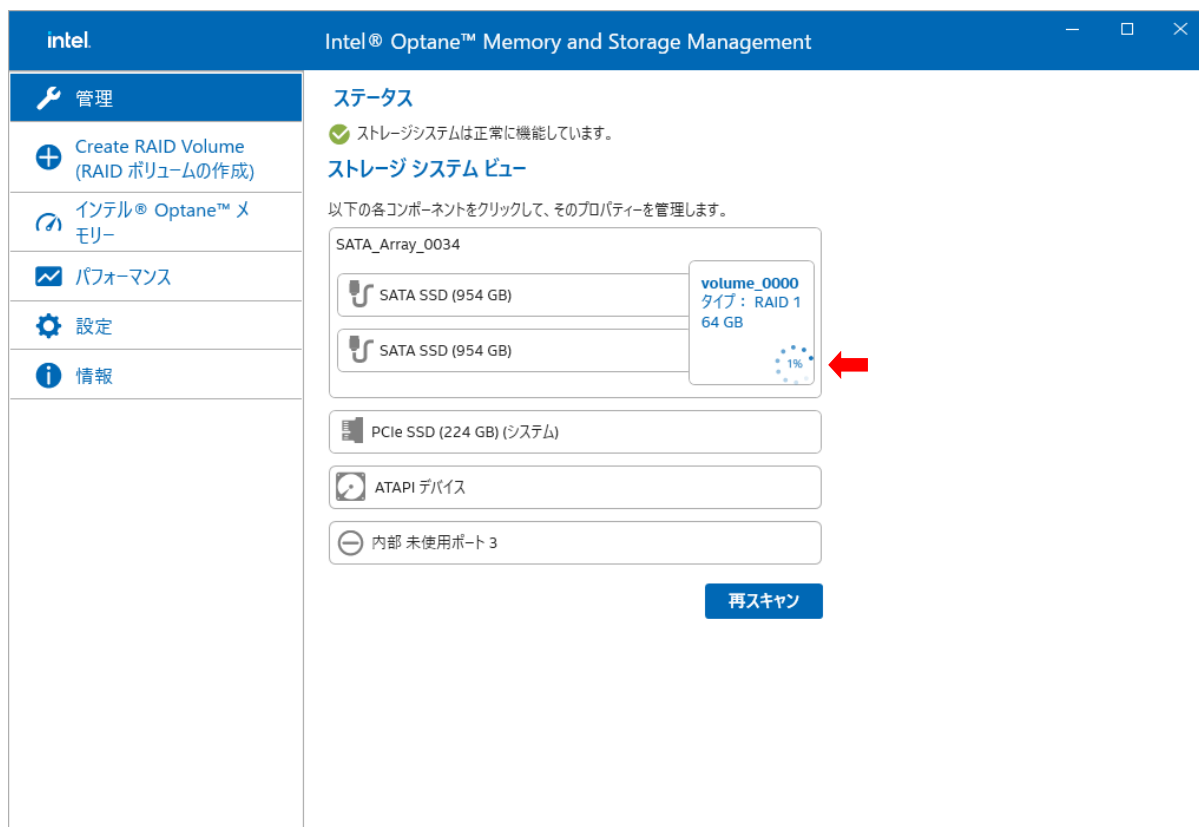 intel.
Intel® Optane™ Memory and Storage Management
管理
Create RAID Volume
(RAID ボリュームの作成)
インテル® Optane™ メ
モリー
パフォーマンス
設定
情報
ステータス
ストレージシステムは正常に機能しています。
ストレージ システム ビュー
以下の各コンポーネントをクリックして、そのプロパティーを管理します。
SATA_Array_0034
SATA SSD (954 GB)
SATA SSD (954 GB)
volume_0000
タイプ： RAID 1
64 GB
1%
PCIe SSD (224 GB) (システム)
ATAPI デバイス
内部 未使用ポート 3
再スキャン